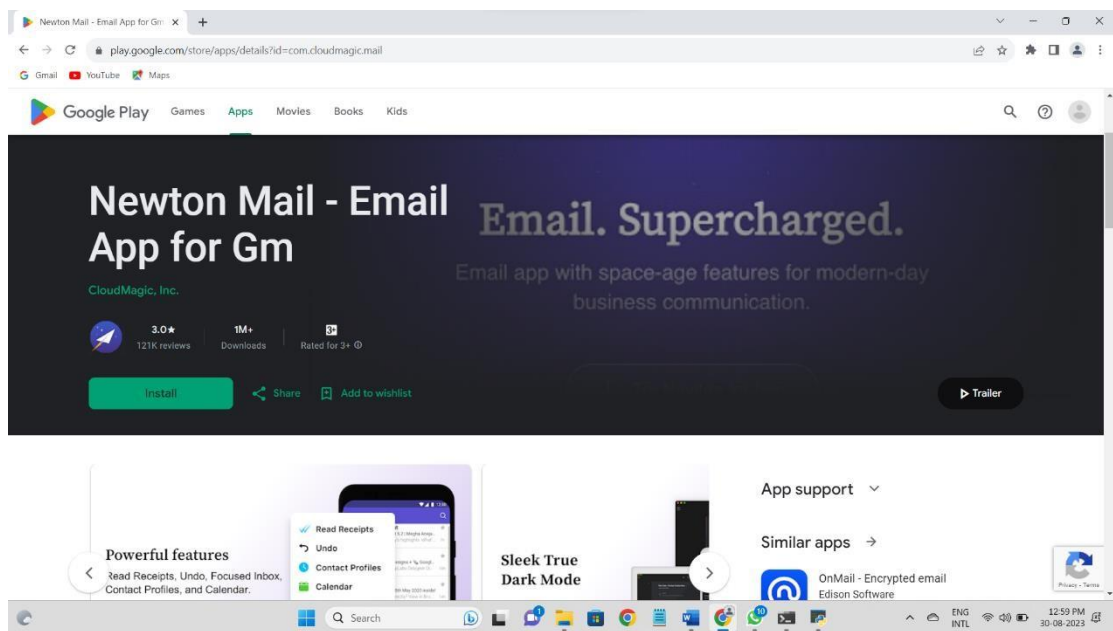 Newton Mail - Email App for Gm
play.google.com/store/apps/details?id=com.cloudmagic.mail
Gmail YouTube Maps
Google Play Games Apps Movies Books Kids
Newton Mail - Email
App for Gm
CloudMagic, Inc.
3.0★ 1M+ 3+
121K reviews Downloads Rated for 3+
Install Share Add to wishlist
Email. Supercharged.
Email app with space-age features for modern-day
business communication.
Trailer
Powerful features
Read Receipts, Undo, Focused Inbox,
Contact Profiles, and Calendar.
Read Receipts
Undo
Contact Profiles
Calendar
Sleek True
Dark Mode
App support
Similar apps
OnMail - Encrypted email
Edison Software
Privacy - Terms
Search
10
ENG
INTL
12:59 PM
30-08-2023